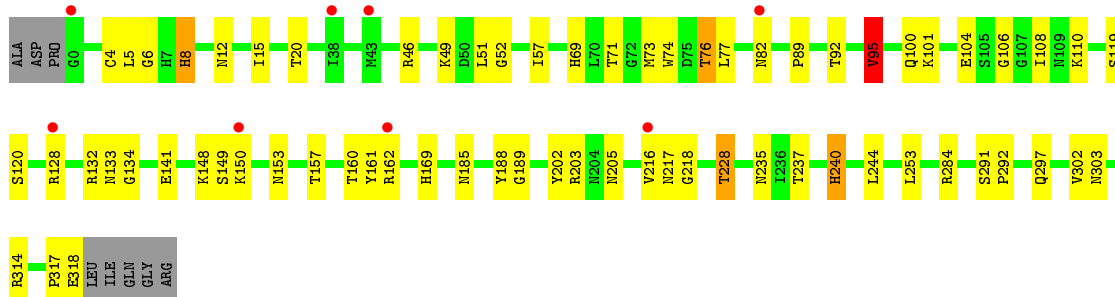 ALA ASP PRO G0 C4 L5 G6 H7 H8 N12 I15 T20 I38 M43 R46 K49 D50 L51 G52 I57 H69 L70 T71 G72 M73 W74 D75 T76 L77 N82 P89 T92 V95 Q100 K101 E104 S105 G106 G107 I108 N109 K110 S119
S120 R128 R132 N133 G134 E141 K148 S149 K150 N153 T157 T160 Y161 R162 H169 N185 Y188 G189 Y202 R203 N204 N205 V216 N217 G218 T228 N235 I236 T237 H240 L244 L253 R284 S291 P292 Q297 V302 N303
R314 P317 E318 LEU ILE GLN GLY ARG